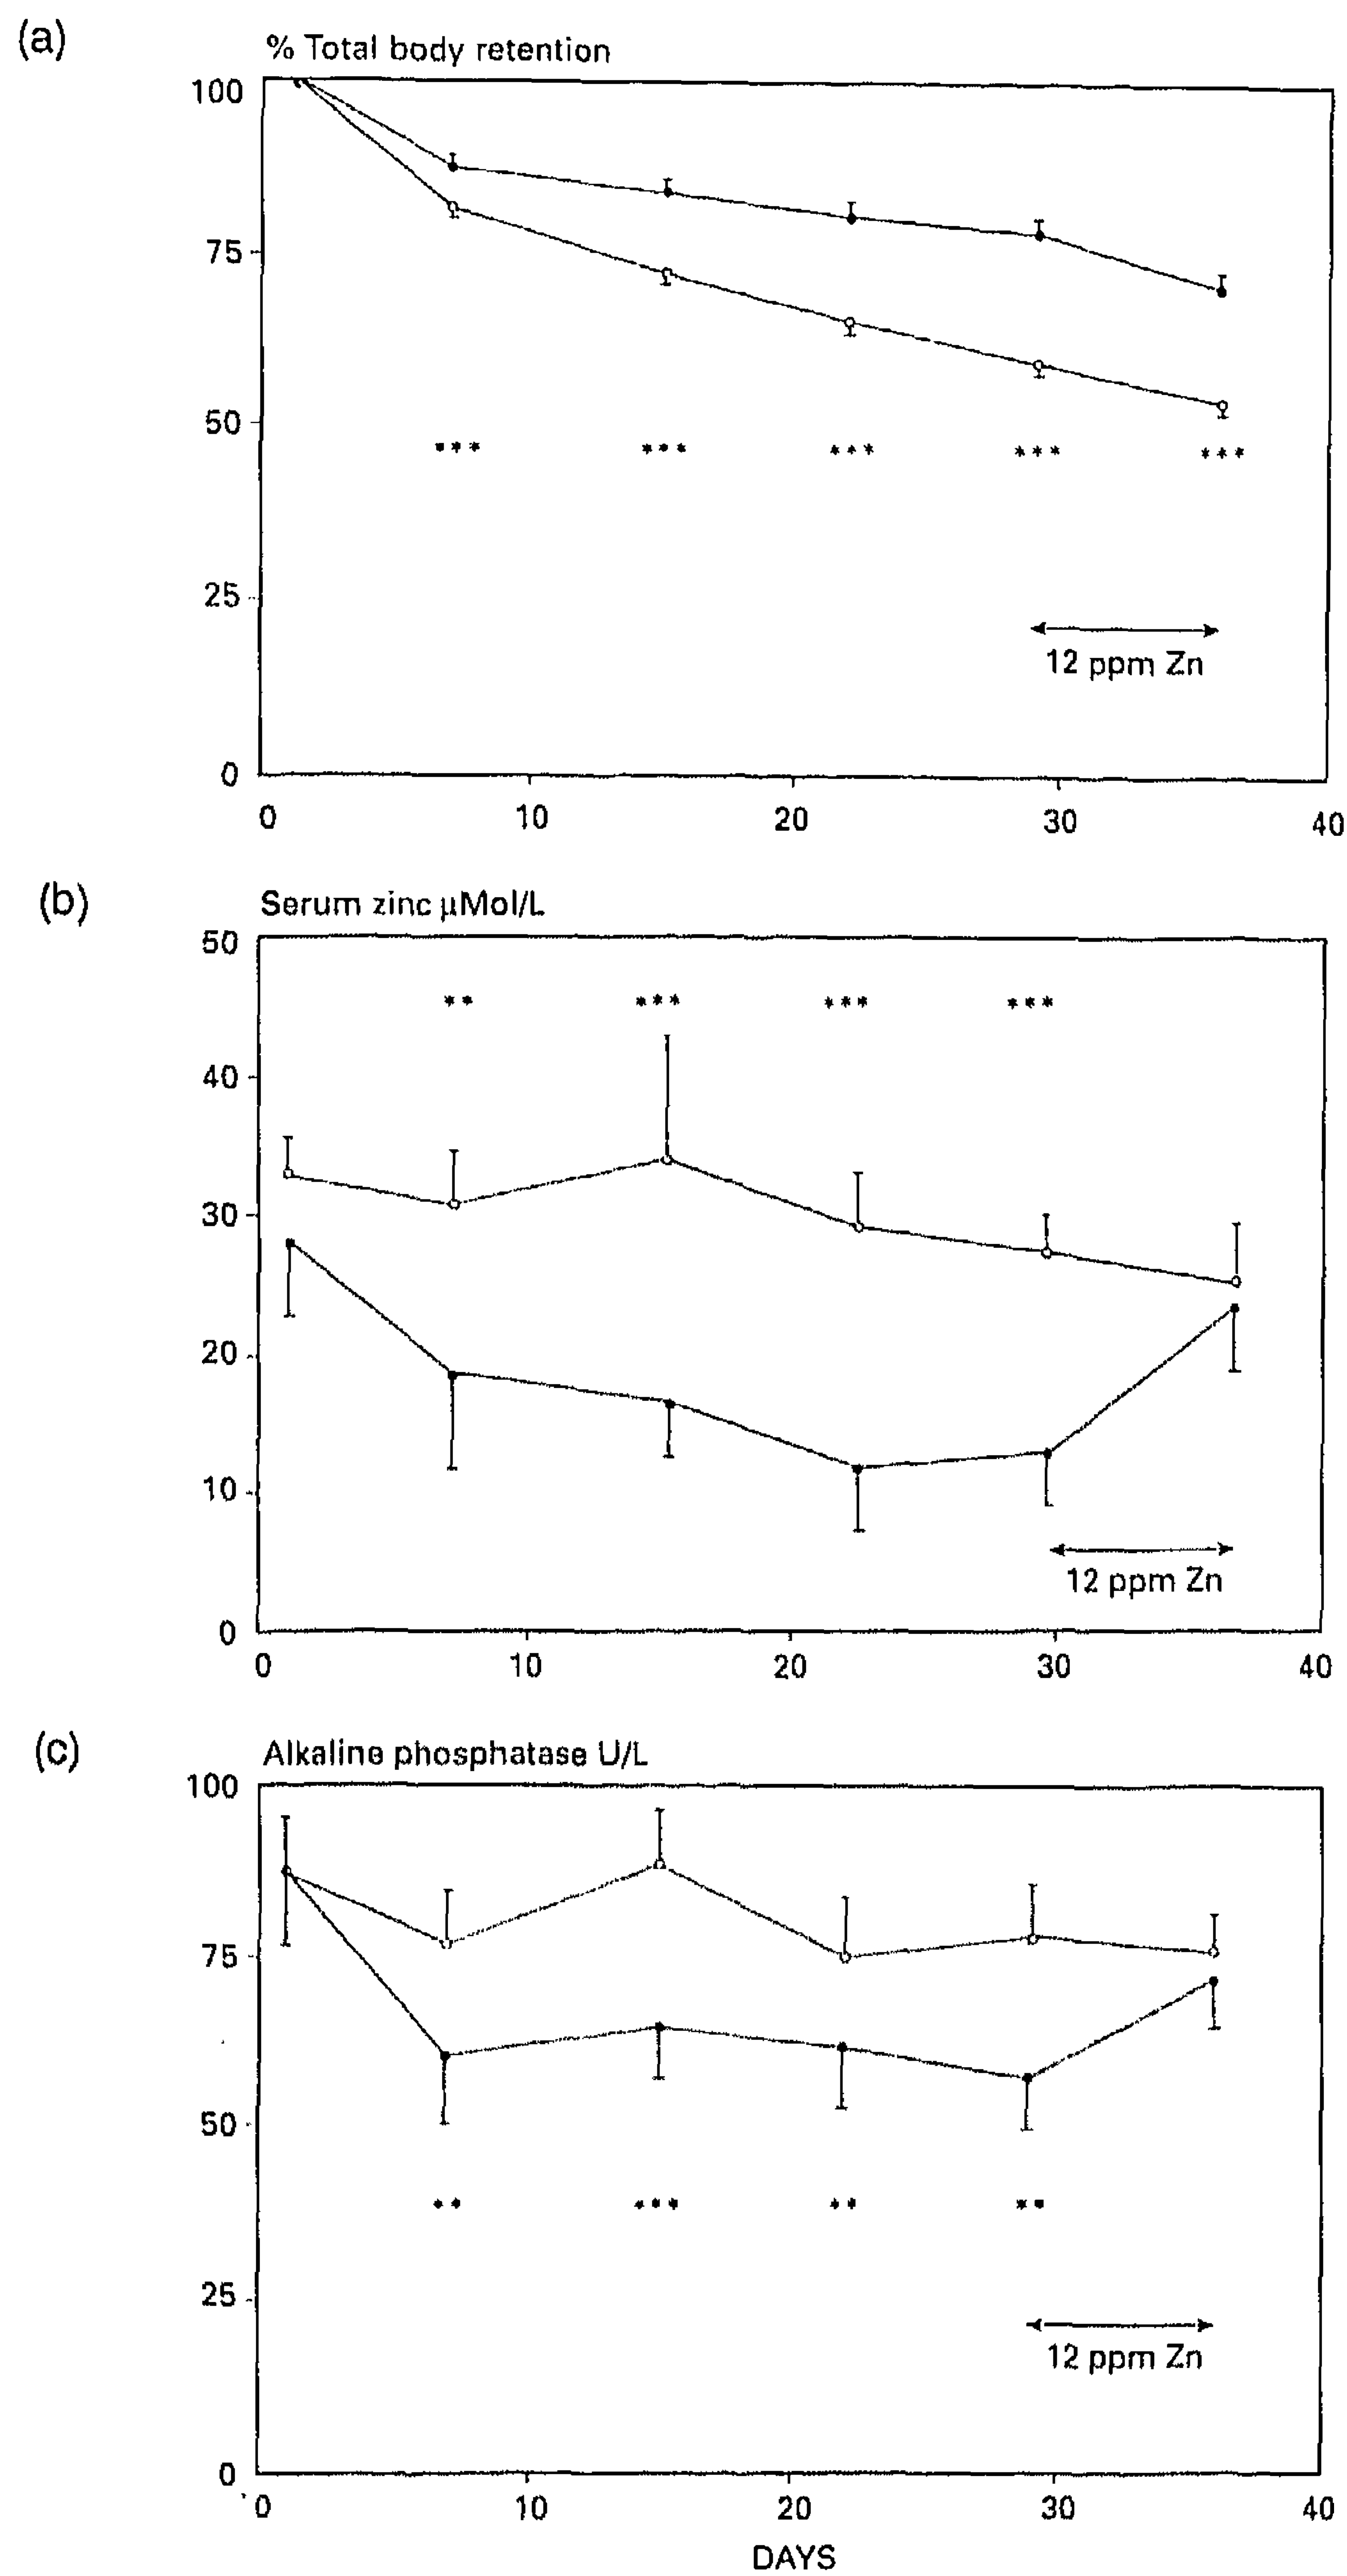 (a)
% Total body retention
100
75
50
***
***
***
***
***
25
12 ppm Zn
0
0 10 20 30 40
(b)
Serum zinc µMol/L
50
**
***
***
***
40
30
20
10
12 ppm Zn
0
0 10 20 30 40
(c)
Alkaline phosphatase U/L
100
75
50
**
***
**
**
25
12 ppm Zn
0
0 10 20 30 40
DAYS